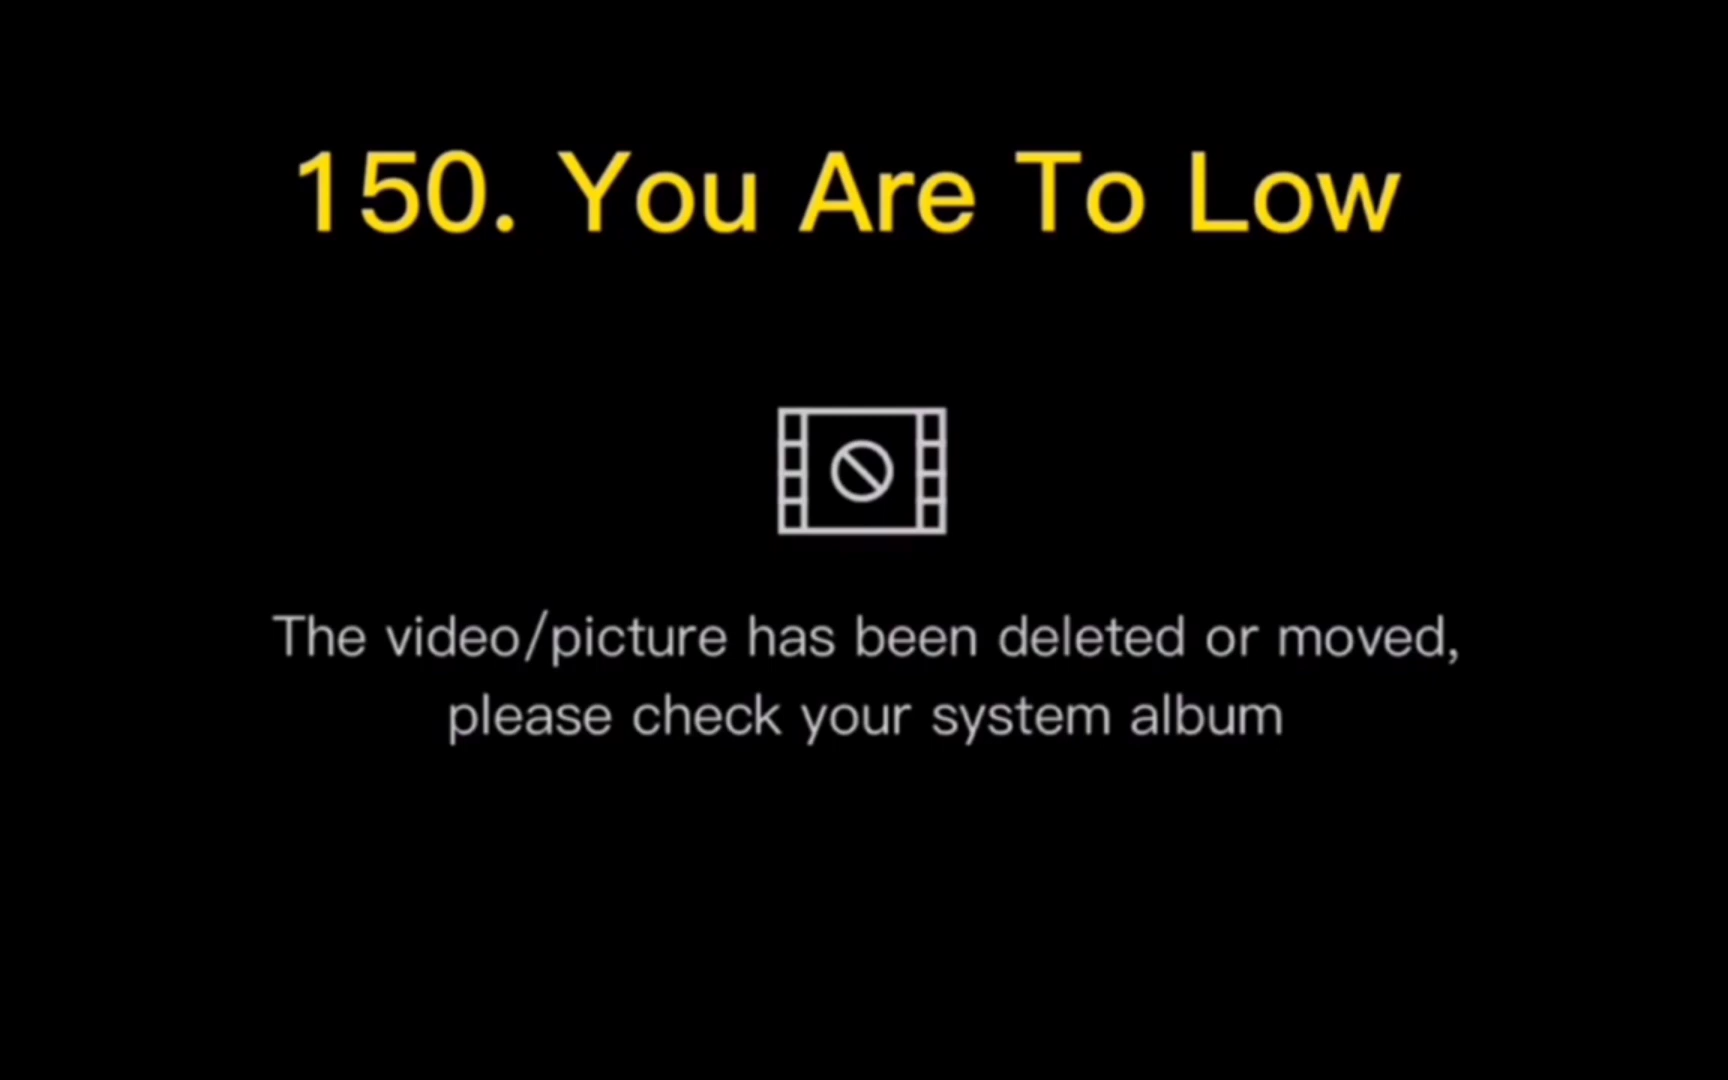 150. You Are To Low
The video/picture has been deleted or moved,
please check your system album